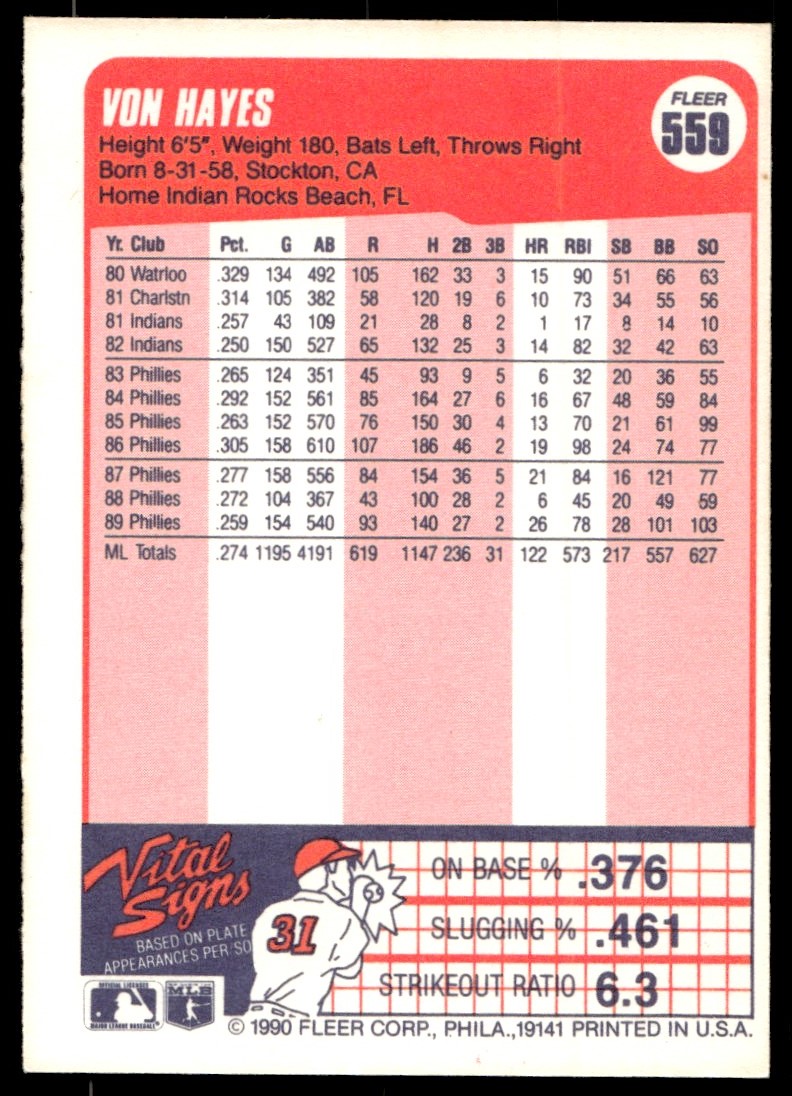 VON HAYES
FLEER
559
Height 6'5", Weight 180, Bats Left, Throws Right
Born 8-31-58, Stockton, CA
Home Indian Rocks Beach, FL
Yr. Club Pct. G AB R H 2B 3B HR RBI SB BB SO
80 Watrloo .329 134 492 105 162 33 3 15 90 51 66 63
81 Charlstn .314 105 382 58 120 19 6 10 73 34 55 56
81 Indians .257 43 109 21 28 8 2 1 17 8 14 10
82 Indians .250 150 527 65 132 25 3 14 82 32 42 63
83 Phillies .265 124 351 45 93 9 5 6 32 20 36 55
84 Phillies .292 152 561 85 164 27 6 16 67 48 59 84
85 Phillies .263 152 570 76 150 30 4 13 70 21 61 99
86 Phillies .305 158 610 107 186 46 2 19 98 24 74 77
87 Phillies .277 158 556 84 154 36 5 21 84 16 121 77
88 Phillies .272 104 367 43 100 28 2 6 45 20 49 59
89 Phillies .259 154 540 93 140 27 2 26 78 28 101 103
ML Totals .274 1195 4191 619 1147 236 31 122 573 217 557 627
Vital
Signs
BASED ON PLATE
APPEARANCES PER/SO
31
ON BASE % .376
SLUGGING % .461
STRIKEOUT RATIO 6.3
OFFICIAL LICENSEE
MAJOR LEAGUE BASEBALL
MLB
© 1990 FLEER CORP., PHILA.,19141 PRINTED IN U.S.A.